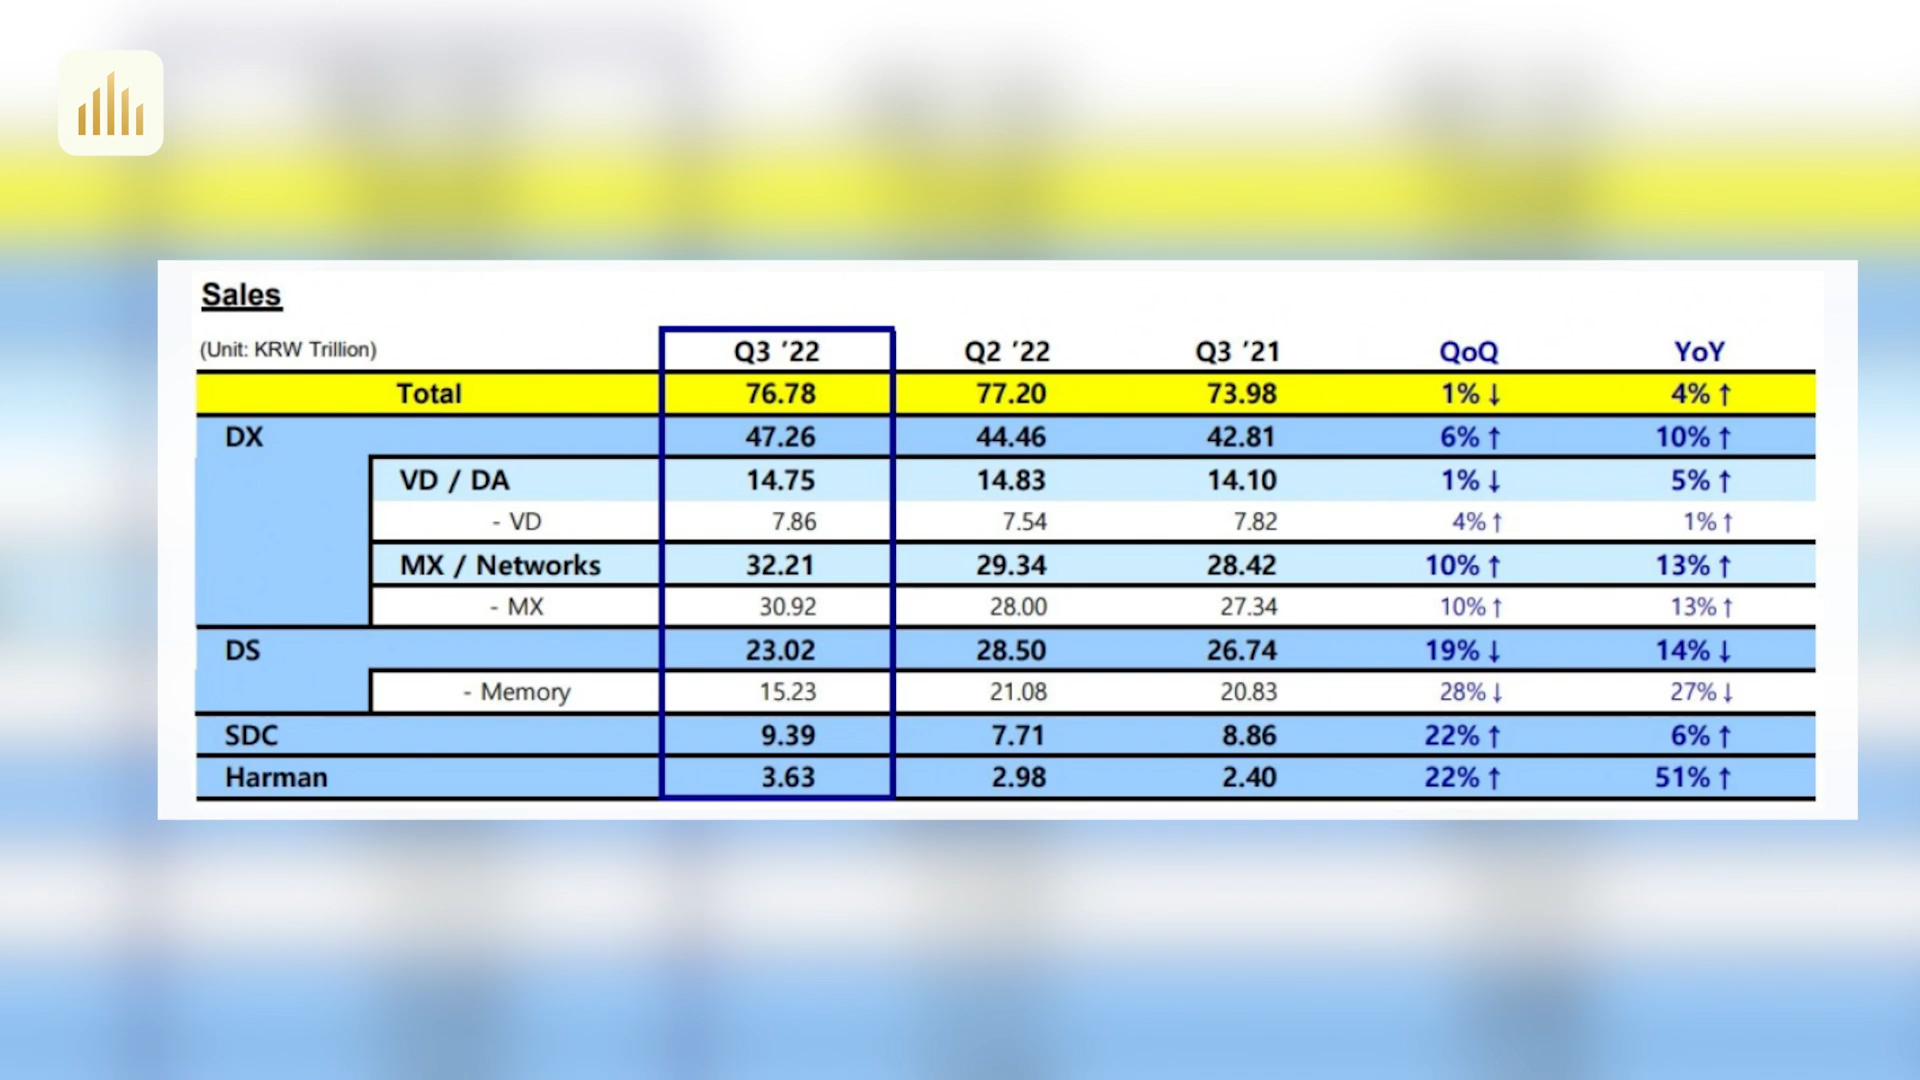 Sales
(Unit: KRW Trillion) Q3 ’22 Q2 ’22 Q3 ’21 QoQ YoY
Total 76.78 77.20 73.98 1%↓ 4%↑
DX 47.26 44.46 42.81 6%↑ 10%↑
VD / DA 14.75 14.83 14.10 1%↓ 5%↑
- VD 7.86 7.54 7.82 4%↑ 1%↑
MX / Networks 32.21 29.34 28.42 10%↑ 13%↑
- MX 30.92 28.00 27.34 10%↑ 13%↑
DS 23.02 28.50 26.74 19%↓ 14%↓
- Memory 15.23 21.08 20.83 28%↓ 27%↓
SDC 9.39 7.71 8.86 22%↑ 6%↑
Harman 3.63 2.98 2.40 22%↑ 51%↑